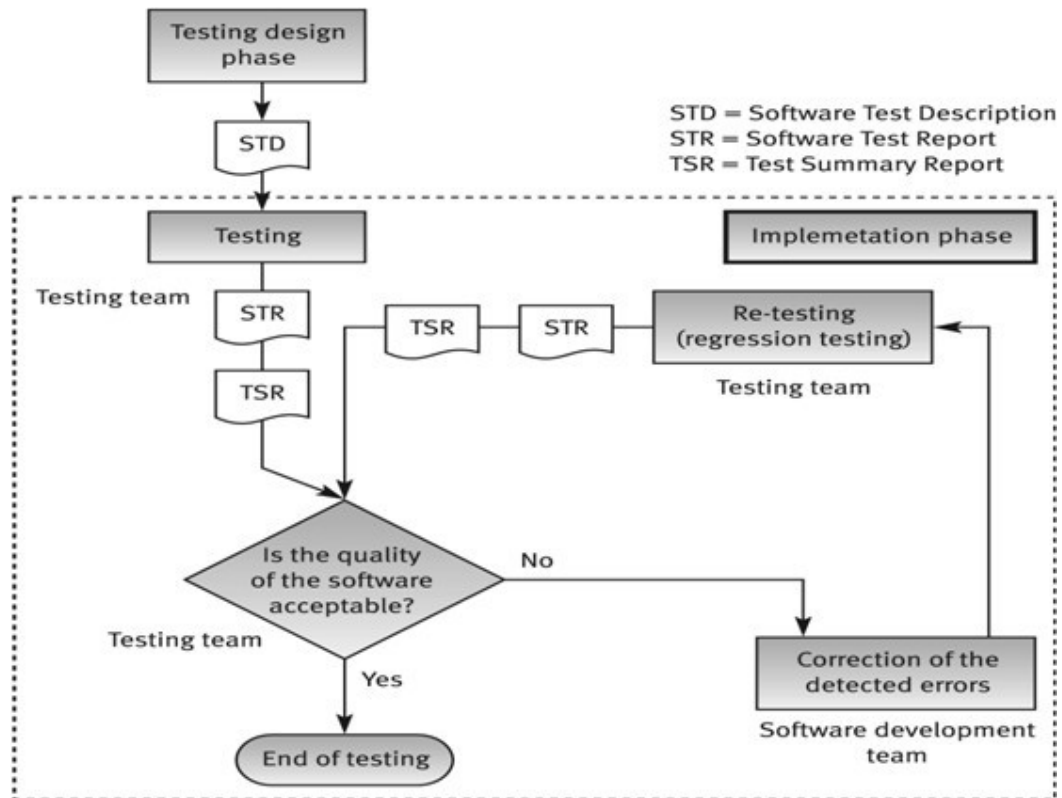 Testing design
phase
STD
STD = Software Test Description
STR = Software Test Report
TSR = Test Summary Report
Testing
Implemetation phase
Testing team
STR
TSR
TSR
STR
Re-testing
(regression testing)
Testing team
Is the quality
of the software
acceptable?
No
Testing team
Yes
Correction of the
detected errors
Software development
team
End of testing